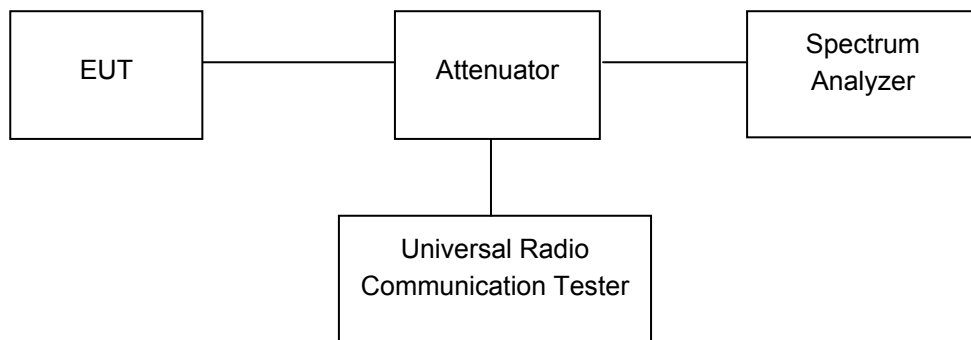 EUT
Attenuator
Spectrum
Analyzer
Universal Radio
Communication Tester